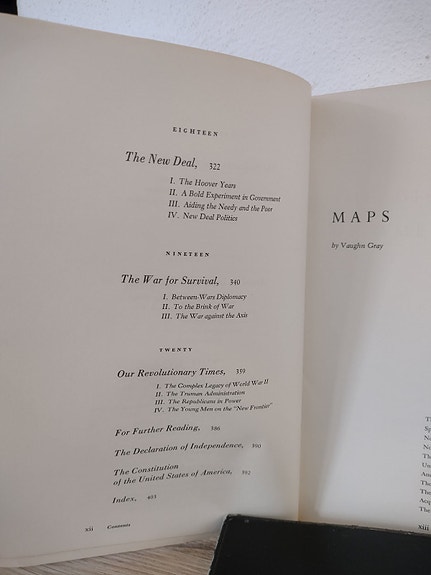 EIGHTEEN
The New Deal, 322
I. The Hoover Years
II. A Bold Experiment in Government
III. Aiding the Needy and the Poor
IV. New Deal Politics
NINETEEN
The War for Survival, 340
I. Between-Wars Diplomacy
II. To the Brink of War
III. The War against the Axis
TWENTY
Our Revolutionary Times, 359
I. The Complex Legacy of World War II
II. The Truman Administration
III. The Republicans in Power
IV. The Young Men on the "New Frontier"
For Further Reading, 386
The Declaration of Independence, 390
The Constitution
of the United States of America, 392
Index, 403
xii Contents
MAPS
by Vaughn Gray
xiii